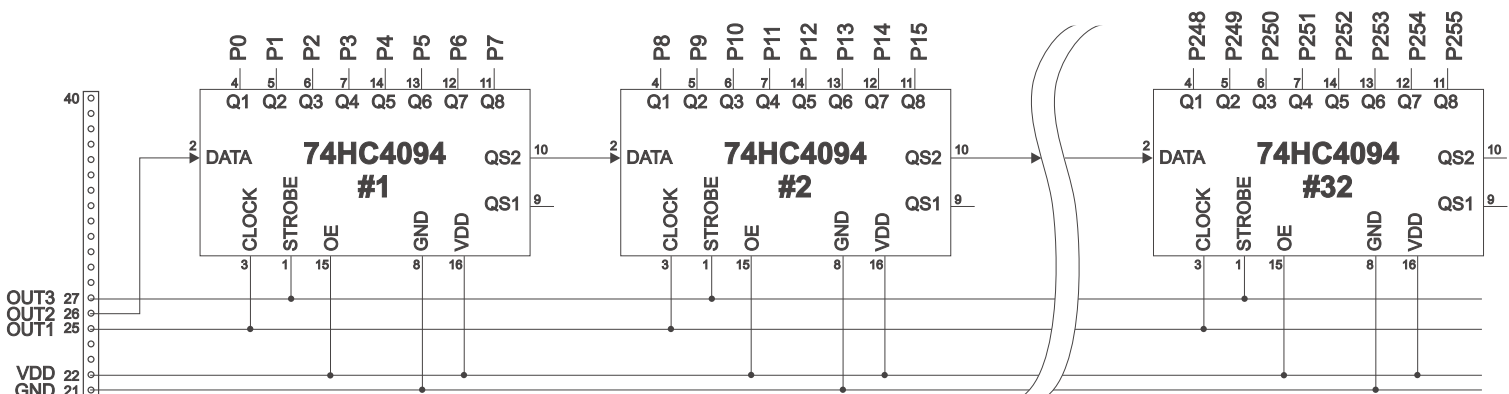 P0 P1 P2 P3 P4 P5 P6 P7 P8 P9 P10 P11 P12 P13 P14 P15 P248 P249 P250 P251 P252 P253 P254 P255
4 5 6 7 14 13 12 11 4 5 6 7 14 13 12 11 4 5 6 7 14 13 12 11
40 Q1 Q2 Q3 Q4 Q5 Q6 Q7 Q8 Q1 Q2 Q3 Q4 Q5 Q6 Q7 Q8 Q1 Q2 Q3 Q4 Q5 Q6 Q7 Q8
2 DATA 74HC4094 QS2 10 2 DATA 74HC4094 QS2 10 2 DATA 74HC4094 QS2 10
#1 #2 #32
QS1 9 QS1 9 QS1 9
CLOCK STROBE OE GND VDD CLOCK STROBE OE GND VDD CLOCK STROBE OE GND VDD
3 1 15 8 16 3 1 15 8 16 3 1 15 8 16
OUT3 27
OUT2 26
OUT1 25
VDD 22
GND 21